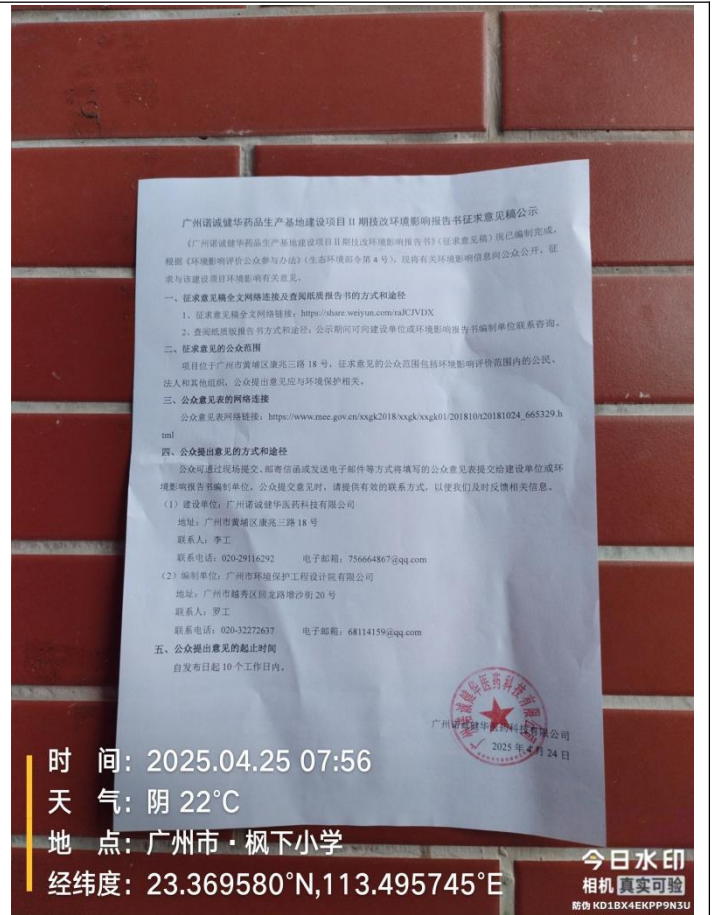 广州诺诚健华药品生产基地建设项目II期技改环境影响报告书征求意见稿公示
《广州诺诚健华药品生产基地建设项目II期技改环境影响报告书》（征求意见稿）现已编制完成，
根据《环境影响评价公众参与办法》（生态环境部令第4号），现将有关环境影响信息向公众公开，征
求与该建设项目环境影响有关意见。
一、征求意见稿全文网络连接及查阅纸质报告书的方式和途径
1、征求意见稿全文网络链接：https://share.weiyun.com/raJCJVDX
2、查阅纸质版报告书方式和途径：公示期间可向建设单位或环境影响报告书编制单位联系咨询。
二、征求意见的公众范围
项目位于广州市黄埔区康兆三路18号，征求意见的公众范围包括环境影响评价范围内的公民、
法人和其他组织，公众提出意见应与环境保护相关。
三、公众意见表的网络连接
公众意见表网络链接：https://www.mee.gov.cn/xxgk2018/xxgk/xxgk01/201810/t20181024_665329.h
tml
四、公众提出意见的方式和途径
公众可通过现场提交、邮寄信函或发送电子邮件等方式将填写的公众意见表提交给建设单位或环
境影响报告书编制单位。公众提交意见时，请提供有效的联系方式，以便我们及时反馈相关信息。
（1）建设单位：广州诺诚健华医药科技有限公司
地址：广州市黄埔区康兆三路18号
联系人：李工
联系电话：020-29116292 电子邮箱：756664867@qq.com
（2）编制单位：广州市环境保护工程设计院有限公司
地址：广州市越秀区回龙路增沙街20号
联系人：罗工
联系电话：020-32272637 电子邮箱：68114159@qq.com
五、公众提出意见的起止时间
自发布日起10个工作日内。
广州诺诚健华医药科技有限公司
2025年4月24日
广州诺诚健华医药科技有限公司
时 间：2025.04.25 07:56
天 气：阴 22°C
地 点：广州市·枫下小学
经纬度：23.369580°N,113.495745°E
今日水印
相机 真实可验
防伪 KD1BX4EKPP9N3U